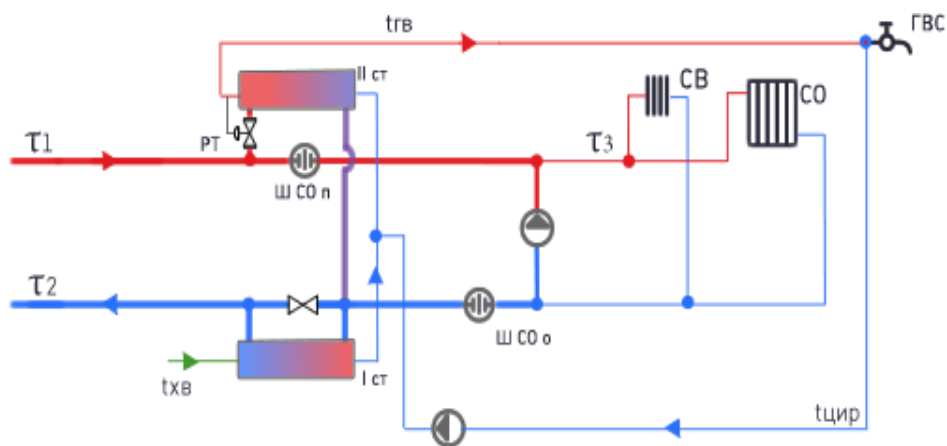 tгв
ГВС
II ст
СВ
СО
τ1
РТ
τ3
Ш СО п
τ2
Ш СО о
tхв
I ст
tцир